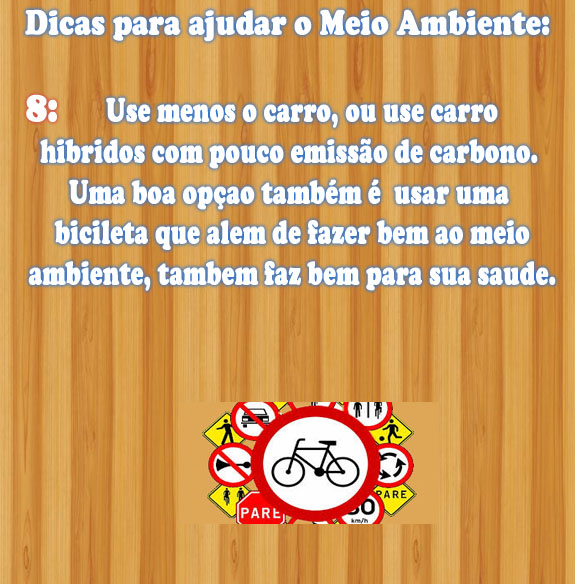 Dicas para ajudar o Meio Ambiente:
8: Use menos o carro, ou use carro
hibridos com pouco emissão de carbono.
Uma boa opçao também é usar uma
bicileta que alem de fazer bem ao meio
ambiente, tambem faz bem para sua saude.
PARE
PARE
80
km/h